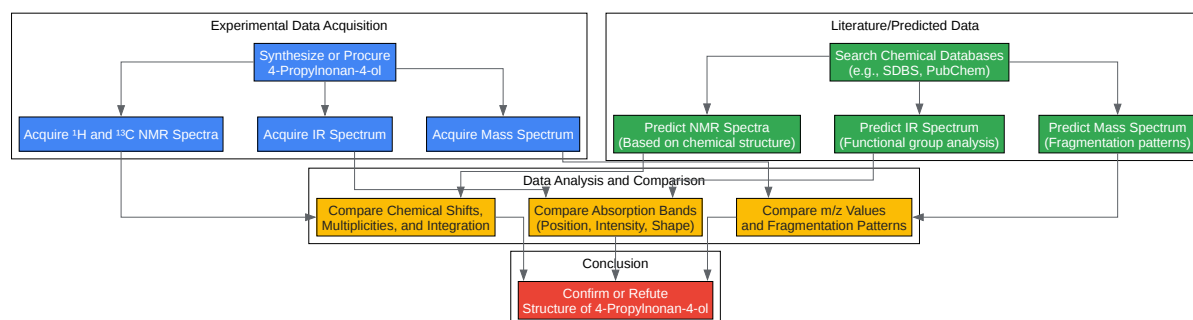 Experimental Data Acquisition
Synthesize or Procure
4-Propylnonan-4-ol
Acquire ¹H and ¹³C NMR Spectra
Acquire IR Spectrum
Acquire Mass Spectrum
Literature/Predicted Data
Search Chemical Databases
(e.g., SDBS, PubChem)
Predict NMR Spectra
(Based on chemical structure)
Predict IR Spectrum
(Functional group analysis)
Predict Mass Spectrum
(Fragmentation patterns)
Data Analysis and Comparison
Compare Chemical Shifts,
Multiplicities, and Integration
Compare Absorption Bands
(Position, Intensity, Shape)
Compare m/z Values
and Fragmentation Patterns
Conclusion
Confirm or Refute
Structure of 4-Propylnonan-4-ol